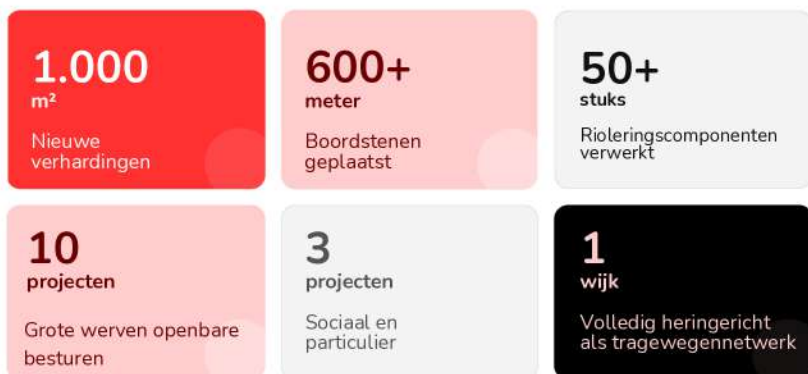 1.000
m²
Nieuwe
verhardingen
600+
meter
Boordstenen
geplaatst
50+
stuks
Rioleringscomponenten
verwerkt
10
projecten
Grote werven openbare
besturen
3
projecten
Sociaal en
particulier
1
wijk
Volledig heringericht
als tragewegennetwerk